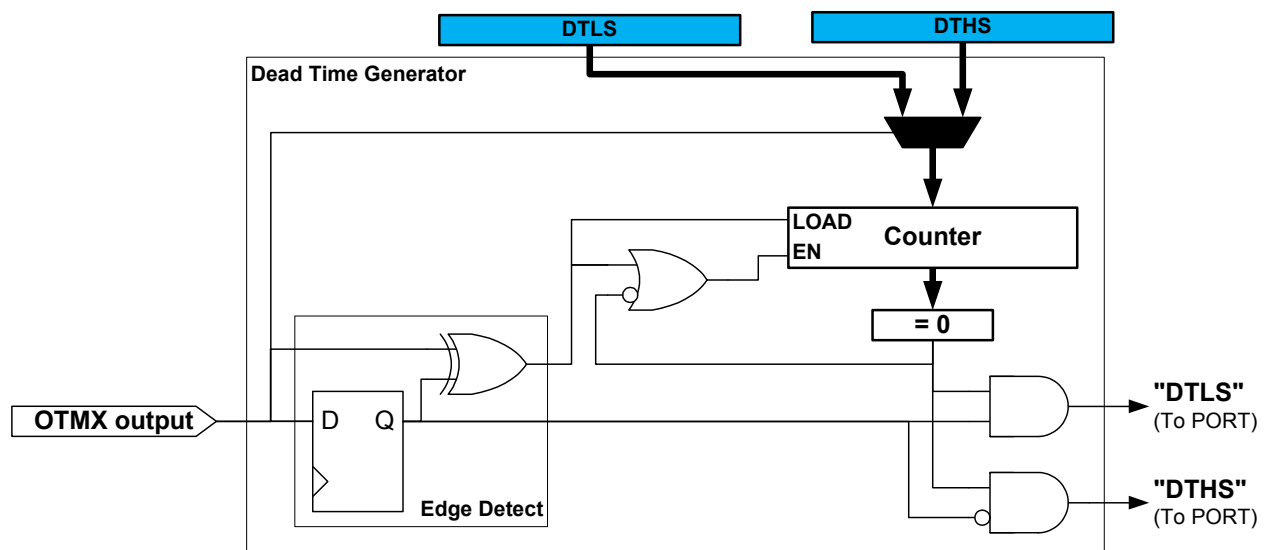 DTLS
DTHS
Dead Time Generator
LOAD
Counter
EN
= 0
"DTLS"
(To PORT)
OTMX output
D Q
"DTHS"
(To PORT)
Edge Detect